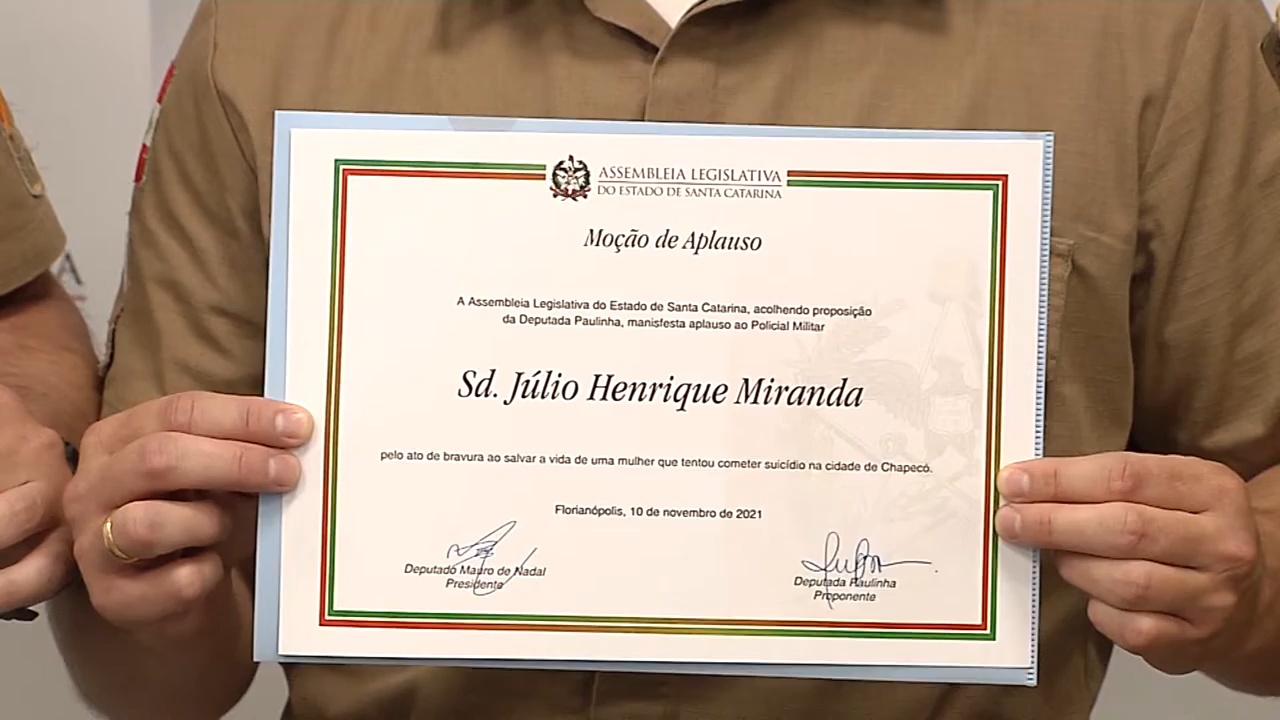 ASSEMBLEIA LEGISLATIVA
DO ESTADO DE SANTA CATARINA
Moção de Aplauso
A Assembleia Legislativa do Estado de Santa Catarina, acolhendo proposição
da Deputada Paulinha, manisfesta aplauso ao Policial Militar
Sd. Júlio Henrique Miranda
pelo ato de bravura ao salvar a vida de uma mulher que tentou cometer suicídio na cidade de Chapecó.
Florianópolis, 10 de novembro de 2021
Deputado Mauro de Nadal
Presidente
Deputada Paulinha
Proponente